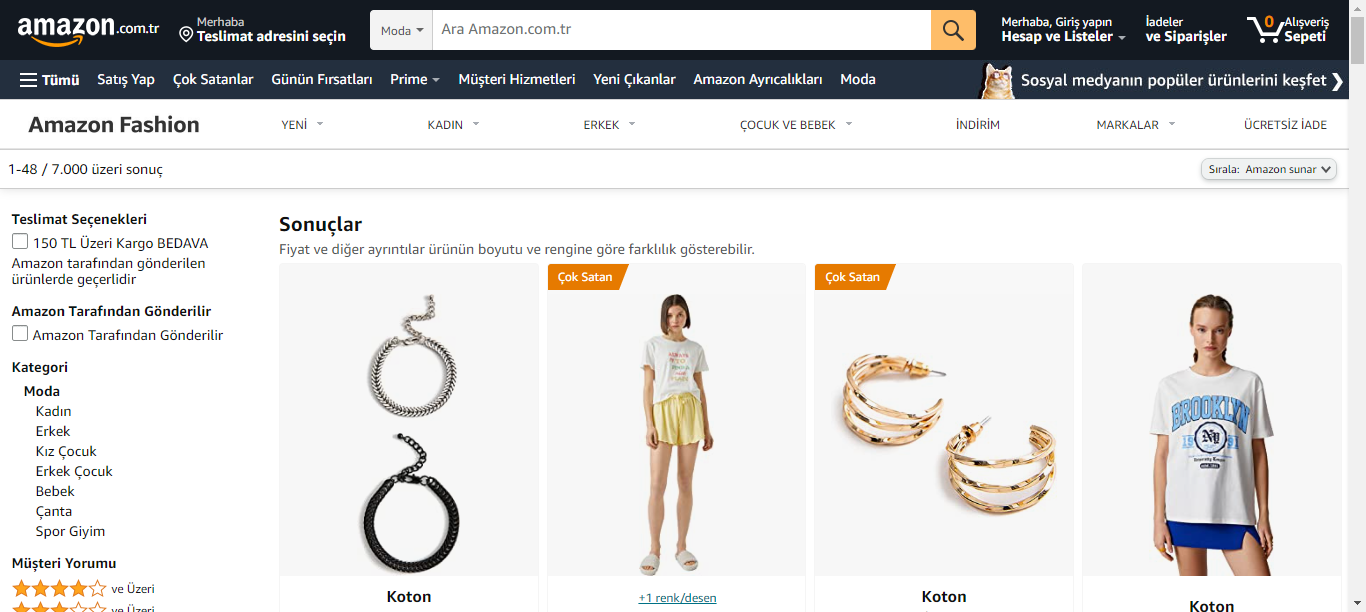 amazon.com.tr
Merhaba
Teslimat adresini seçin
Moda
Ara Amazon.com.tr
Merhaba, Giriş yapın
Hesap ve Listeler
İadeler
ve Siparişler
0
Alışveriş
Sepeti
Tümü
Satış Yap
Çok Satanlar
Günün Fırsatları
Prime
Müşteri Hizmetleri
Yeni Çıkanlar
Amazon Ayrıcalıkları
Moda
Sosyal medyanın popüler ürünlerini keşfet
Amazon Fashion
YENİ
KADIN
ERKEK
ÇOCUK VE BEBEK
İNDİRİM
MARKALAR
ÜCRETSİZ İADE
1-48 / 7.000 üzeri sonuç
Sırala: Amazon sunar
Teslimat Seçenekleri
150 TL Üzeri Kargo BEDAVA
Amazon tarafından gönderilen
ürünlerde geçerlidir
Amazon Tarafından Gönderilir
Amazon Tarafından Gönderilir
Kategori
Moda
Kadın
Erkek
Kız Çocuk
Erkek Çocuk
Bebek
Çanta
Spor Giyim
Müşteri Yorumu
ve Üzeri
ve Üzeri
Sonuçlar
Fiyat ve diğer ayrıntılar ürünün boyutu ve rengine göre farklılık gösterebilir.
Çok Satan
Çok Satan
ALWAYS
BROOKLYN
NY
Koton
+1 renk/desen
Koton
Koton